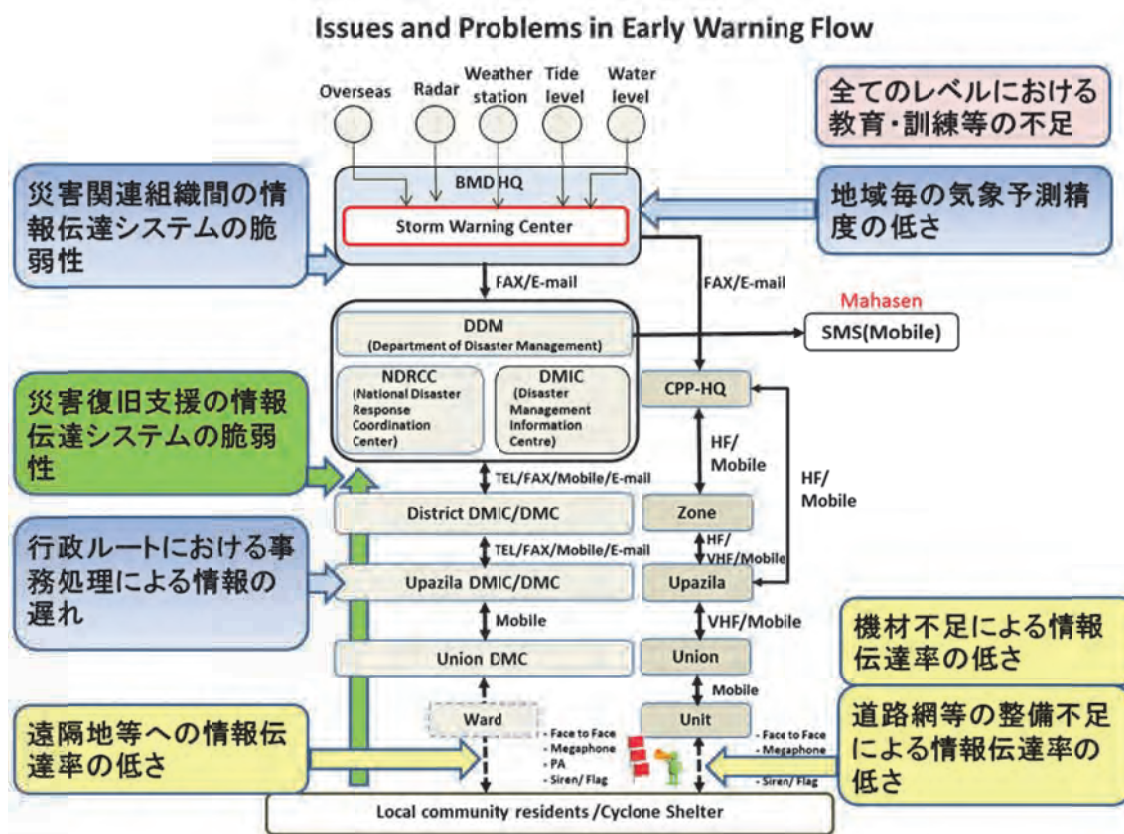 Issues and Problems in Early Warning Flow
Overseas
Radar
Weather
station
Tide
level
Water
level
全てのレベルにおける
教育・訓練等の不足
災害関連組織間の情
報伝達システムの脆
弱性
BMD HQ
Storm Warning Center
地域毎の気象予測精
度の低さ
FAX/E-mail
FAX/E-mail
Mahasen
SMS(Mobile)
DDM
(Department of Disaster Management)
NDRCC
(National Disaster
Response
Coordination
Center)
DMIC
(Disaster
Management
Information
Centre)
CPP-HQ
災害復旧支援の情報
伝達システムの脆弱
性
HF/
Mobile
HF/
Mobile
TEL/FAX/Mobile/E-mail
District DMIC/DMC
Zone
TEL/FAX/Mobile/E-mail
HF/
VHF/Mobile
行政ルートにおける事
務処理による情報の
遅れ
Upazila DMIC/DMC
Upazila
Mobile
VHF/Mobile
Union DMC
Union
機材不足による情報
伝達率の低さ
Mobile
Ward
Unit
道路網等の整備不足
による情報伝達率の
低さ
遠隔地等への情報伝
達率の低さ
- Face to Face
- Megaphone
- PA
- Siren/ Flag
- Face to Face
- Megaphone
- Siren/ Flag
Local community residents /Cyclone Shelter